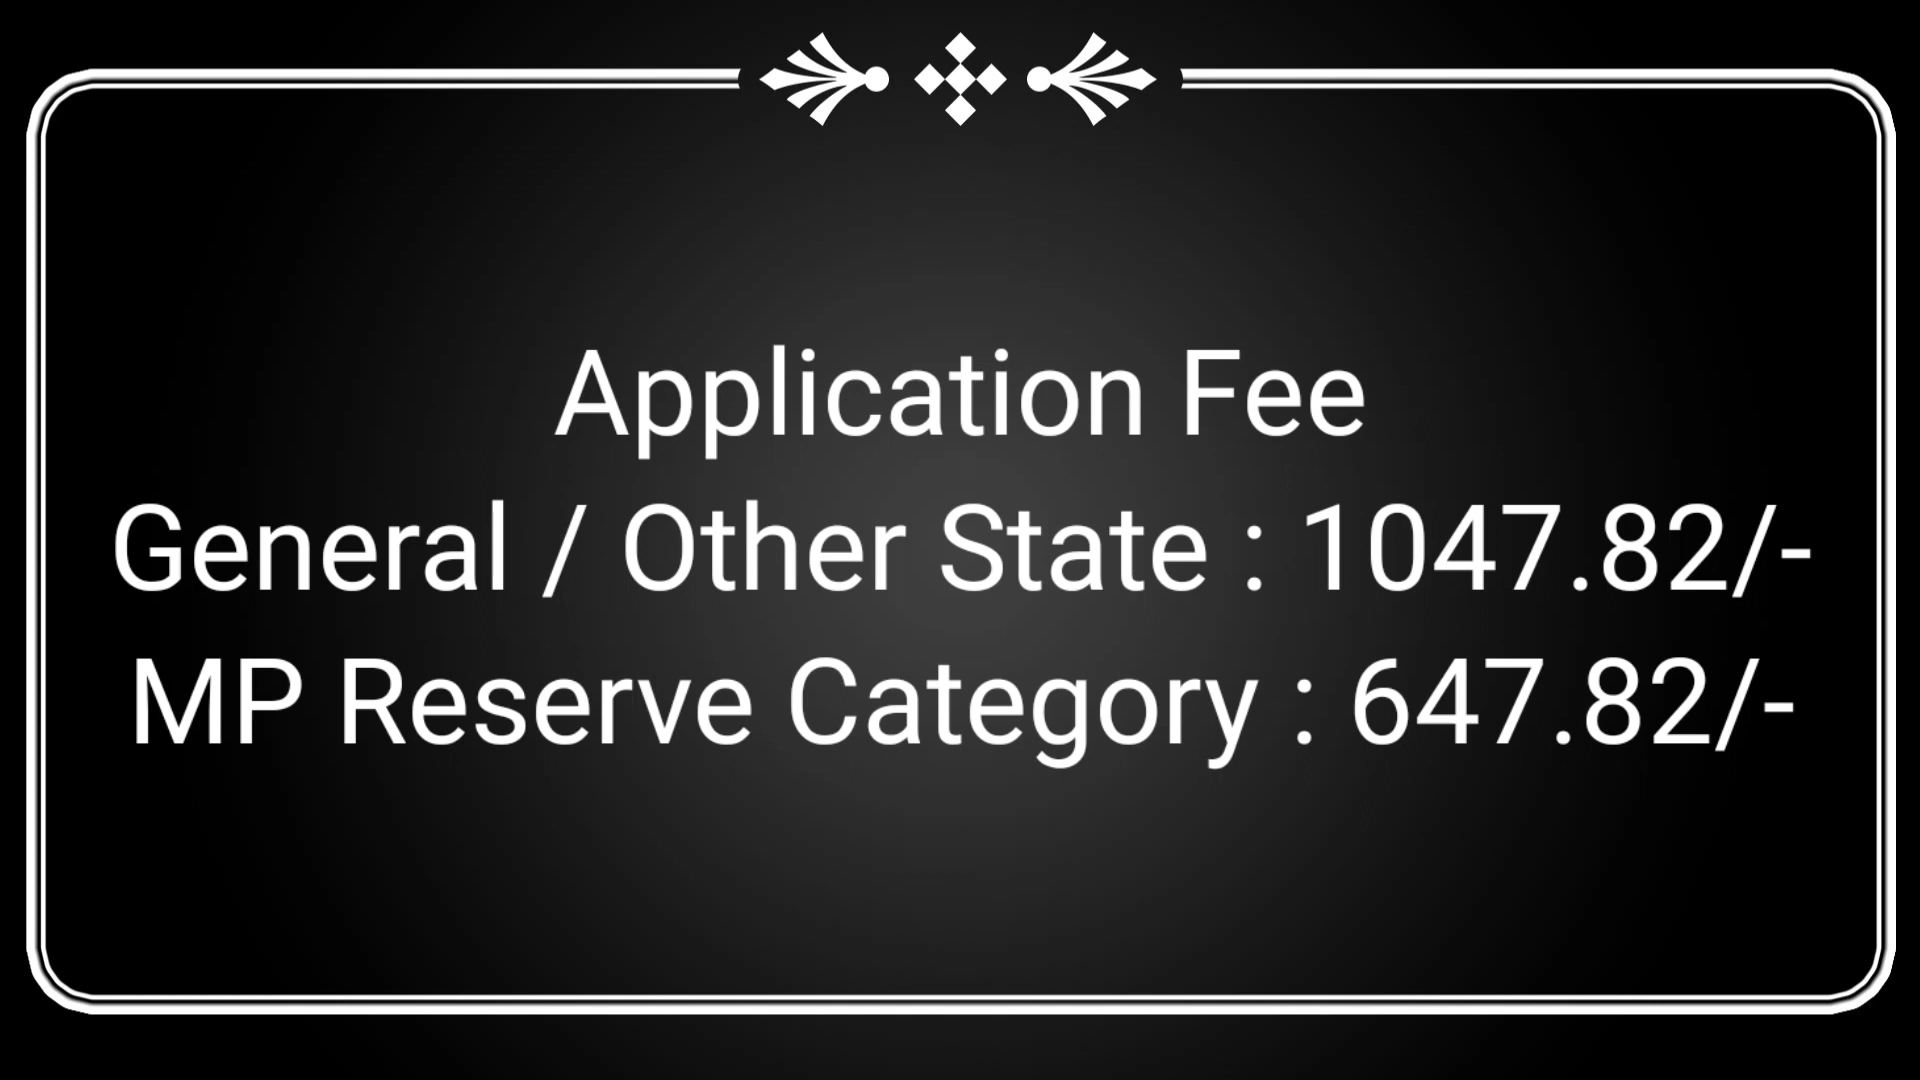 Application Fee
General / Other State : 1047.82/-
MP Reserve Category : 647.82/-